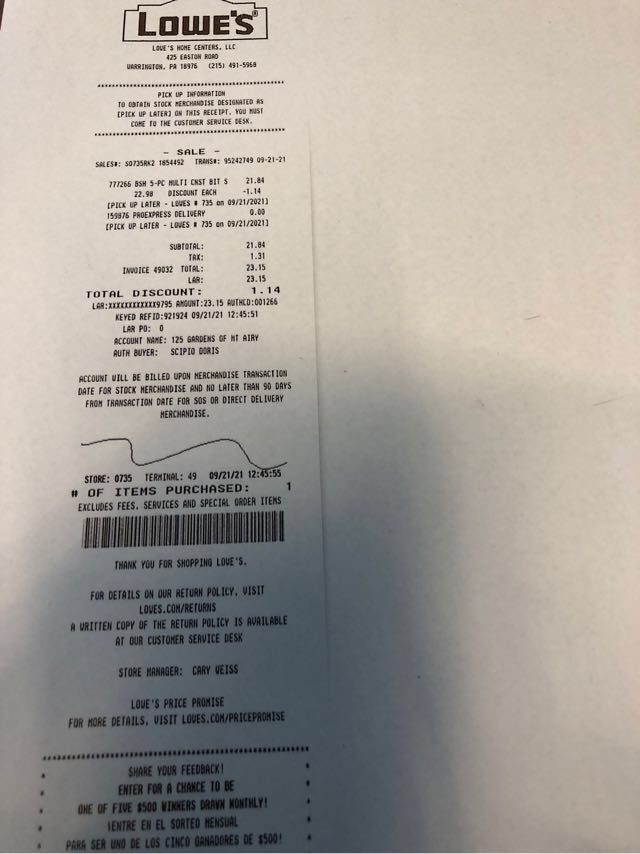 LOWE'S®
LOWE'S HOME CENTERS, LLC
425 EASTON ROAD
WARRINGTON, PA 18976 (215) 491-5968
PICK UP INFORMATION
TO OBTAIN STOCK MERCHANDISE DESIGNATED AS
[PICK UP LATER] ON THIS RECEIPT, YOU MUST
COME TO THE CUSTOMER SERVICE DESK.
- SALE -
SALES#: S0735RK2 1854492 TRANS#: 95242749 09-21-21
777266 BSH 5-PC MULTI CNST BIT S 21.84
22.98 DISCOUNT EACH -1.14
[PICK UP LATER - LOWES # 735 on 09/21/2021]
159876 PROEXPRESS DELIVERY 0.00
[PICK UP LATER - LOWES # 735 on 09/21/2021]
SUBTOTAL: 21.84
TAX: 1.31
INVOICE 49032 TOTAL: 23.15
LAR: 23.15
TOTAL DISCOUNT: 1.14
LAR:XXXXXXXXXXXX9795 AMOUNT:23.15 AUTHCD:001266
KEYED REFID:921924 09/21/21 12:45:51
LAR PO: 0
ACCOUNT NAME: 125 GARDENS OF MT AIRY
AUTH BUYER: SCIPIO DORIS
ACCOUNT WILL BE BILLED UPON MERCHANDISE TRANSACTION
DATE FOR STOCK MERCHANDISE AND NO LATER THAN 90 DAYS
FROM TRANSACTION DATE FOR SOS OR DIRECT DELIVERY
MERCHANDISE.
STORE: 0735 TERMINAL: 49 09/21/21 12:45:55
# OF ITEMS PURCHASED: 1
EXCLUDES FEES, SERVICES AND SPECIAL ORDER ITEMS
THANK YOU FOR SHOPPING LOWE'S.
FOR DETAILS ON OUR RETURN POLICY, VISIT
LOWES.COM/RETURNS
A WRITTEN COPY OF THE RETURN POLICY IS AVAILABLE
AT OUR CUSTOMER SERVICE DESK
STORE MANAGER: CARY WEISS
LOWE'S PRICE PROMISE
FOR MORE DETAILS, VISIT LOWES.COM/PRICEPROMISE
SHARE YOUR FEEDBACK!
ENTER FOR A CHANCE TO BE
ONE OF FIVE $500 WINNERS DRAWN MONTHLY!
¡ENTRE EN EL SORTEO MENSUAL
PARA SER UNO DE LOS CINCO GANADORES DE $500!